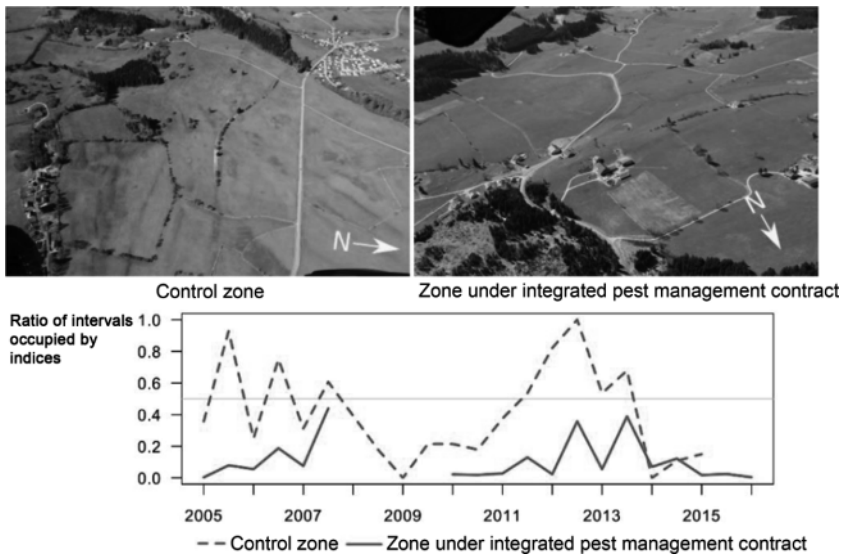 N
N
Control zone
Zone under integrated pest management contract
Ratio of intervals
occupied by
indices
1.0
0.8
0.6
0.4
0.2
0.0
2005 2007 2009 2011 2013 2015
Control zone Zone under integrated pest management contract